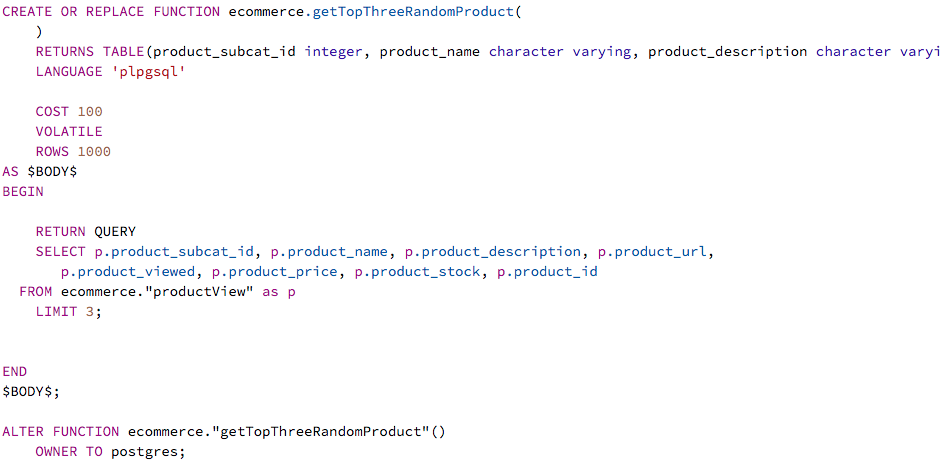 CREATE OR REPLACE FUNCTION ecommerce.getTopThreeRandomProduct(
    )
    RETURNS TABLE(product_subcat_id integer, product_name character varying, product_description character varyi
    LANGUAGE 'plpgsql'

    COST 100
    VOLATILE
    ROWS 1000
AS $BODY$
BEGIN

    RETURN QUERY
    SELECT p.product_subcat_id, p.product_name, p.product_description, p.product_url,
       p.product_viewed, p.product_price, p.product_stock, p.product_id
  FROM ecommerce."productView" as p
    LIMIT 3;


END
$BODY$;

ALTER FUNCTION ecommerce."getTopThreeRandomProduct"()
    OWNER TO postgres;